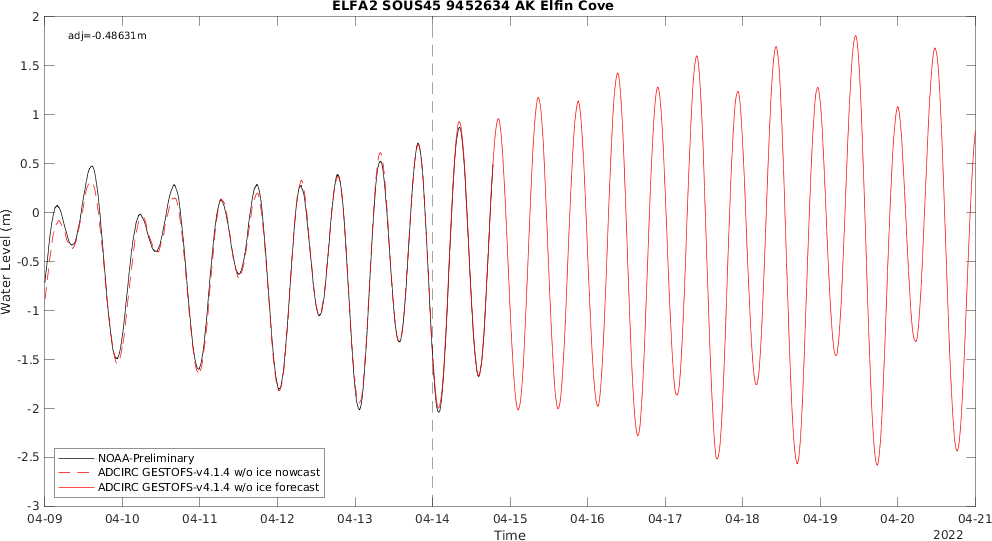 ELFA2 SOUS45 9452634 AK Elfin Cove
adj=-0.48631m
2
1.5
1
0.5
0
-0.5
-1
-1.5
-2
-2.5
-3
Water Level (m)
NOAA-Preliminary
ADCIRC GESTOFS-v4.1.4 w/o ice nowcast
ADCIRC GESTOFS-v4.1.4 w/o ice forecast
04-09 04-10 04-11 04-12 04-13 04-14 04-15 04-16 04-17 04-18 04-19 04-20 04-21
Time
2022